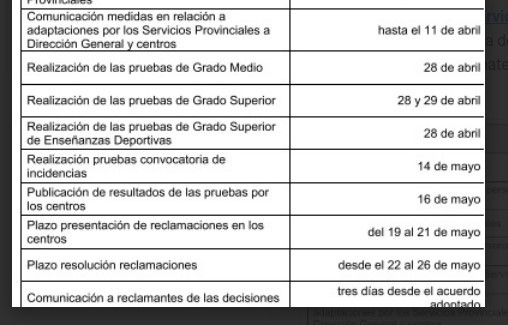 Provinciales
Comunicación medidas en relación a
adaptaciones por los Servicios Provinciales a
Dirección General y centros
hasta el 11 de abril
Realización de las pruebas de Grado Medio
28 de abril
Realización de las pruebas de Grado Superior
28 y 29 de abril
Realización de las pruebas de Grado Superior
de Enseñanzas Deportivas
28 de abril
Realización pruebas convocatoria de
incidencias
14 de mayo
Publicación de resultados de las pruebas por
los centros
16 de mayo
Plazo presentación de reclamaciones en los
centros
del 19 al 21 de mayo
Plazo resolución reclamaciones
desde el 22 al 26 de mayo
Comunicación a reclamantes de las decisiones
tres días desde el acuerdo
adoptado